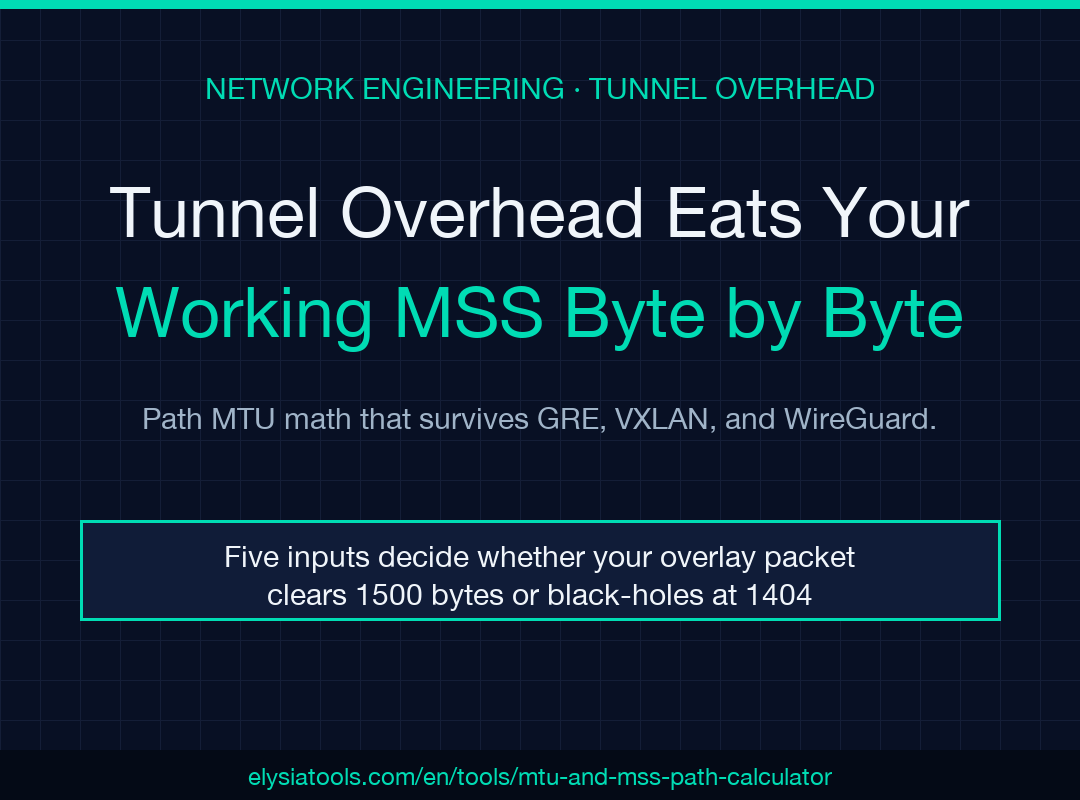 NETWORK ENGINEERING · TUNNEL OVERHEAD
Tunnel Overhead Eats Your
Working MSS Byte by Byte
Path MTU math that survives GRE, VXLAN, and WireGuard.
Five inputs decide whether your overlay packet
clears 1500 bytes or black-holes at 1404
elysiatools.com/en/tools/mtu-and-mss-path-calculator